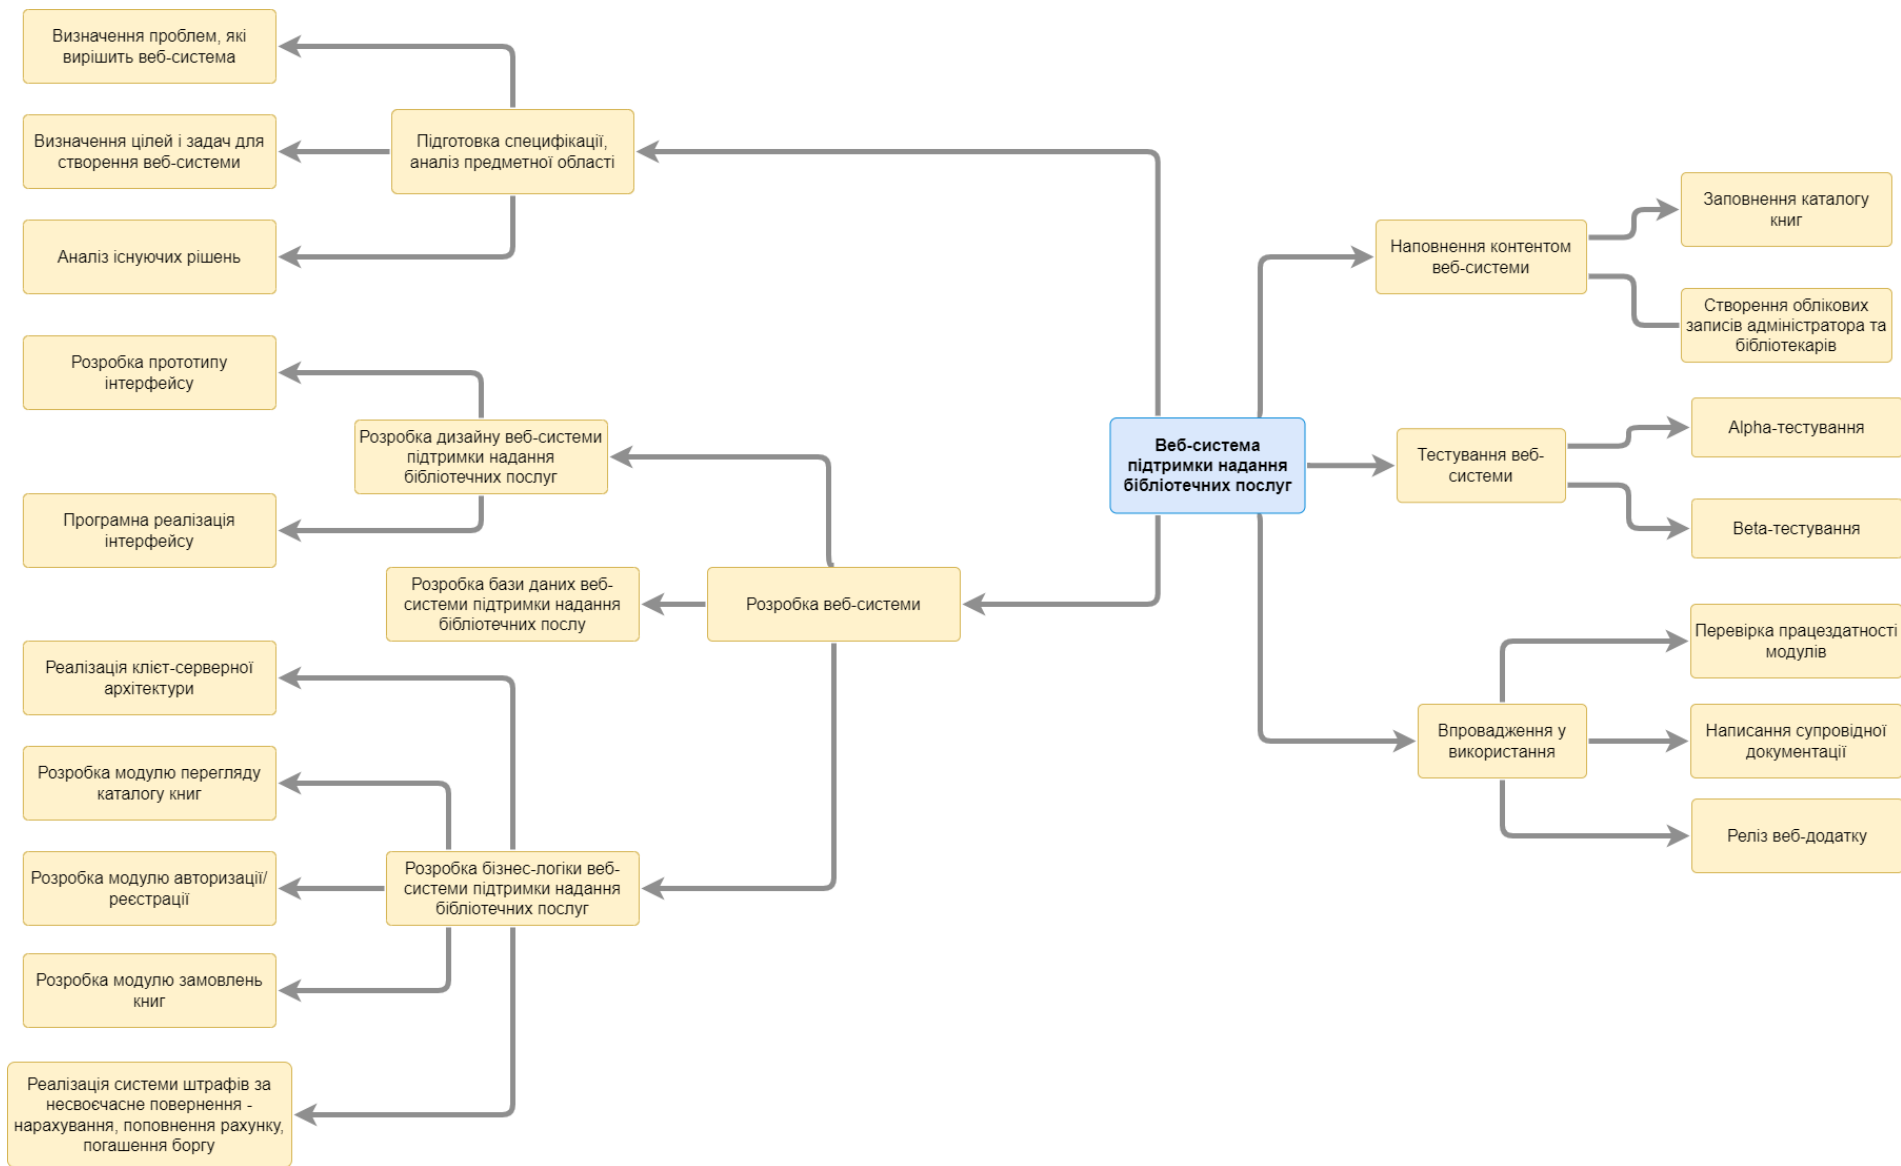 Визначення проблем, які
вирішить веб-система
Визначення цілей і задач для
створення веб-системи
Підготовка специфікації,
аналіз предметної області
Аналіз існуючих рішень
Розробка прототипу
інтерфейсу
Розробка дизайну веб-системи
підтримки надання
бібліотечних послуг
Програмна реалізація
інтерфейсу
Розробка бази даних веб-
системи підтримки надання
бібліотечних послу
Розробка веб-системи
Реалізація клієт-серверної
архітектури
Розробка модулю перегляду
каталогу книг
Розробка модулю авторизації/
реєстрації
Розробка бізнес-логіки веб-
системи підтримки надання
бібліотечних послуг
Розробка модулю замовлень
книг
Реалізація системи штрафів за
несвоєчасне повернення -
нарахування, поповнення рахунку,
погашення боргу
Веб-система
підтримки надання
бібліотечних послуг
Наповнення контентом
веб-системи
Заповнення каталогу
книг
Створення облікових
записів адміністратора та
бібліотекарів
Тестування веб-
системи
Alpha-тестування
Beta-тестування
Впровадження у
використання
Перевірка працездатності
модулів
Написання супровідної
документації
Реліз веб-додатку